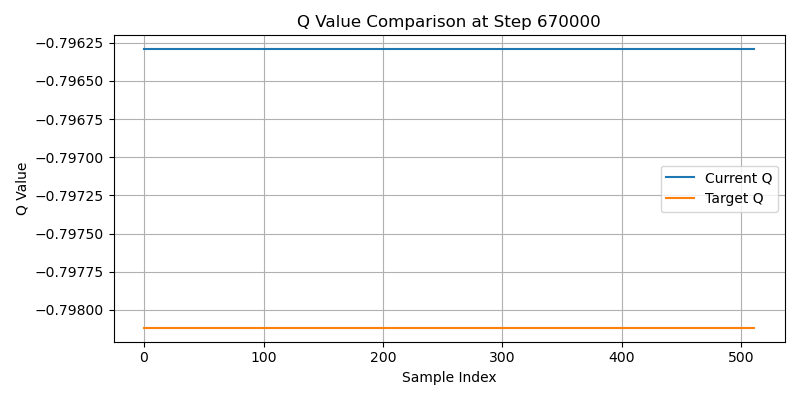 Q Value Comparison at Step 670000
−0.79625
−0.79650
−0.79675
−0.79700
−0.79725
−0.79750
−0.79775
−0.79800
Q Value
Current Q
Target Q
0 100 200 300 400 500
Sample Index